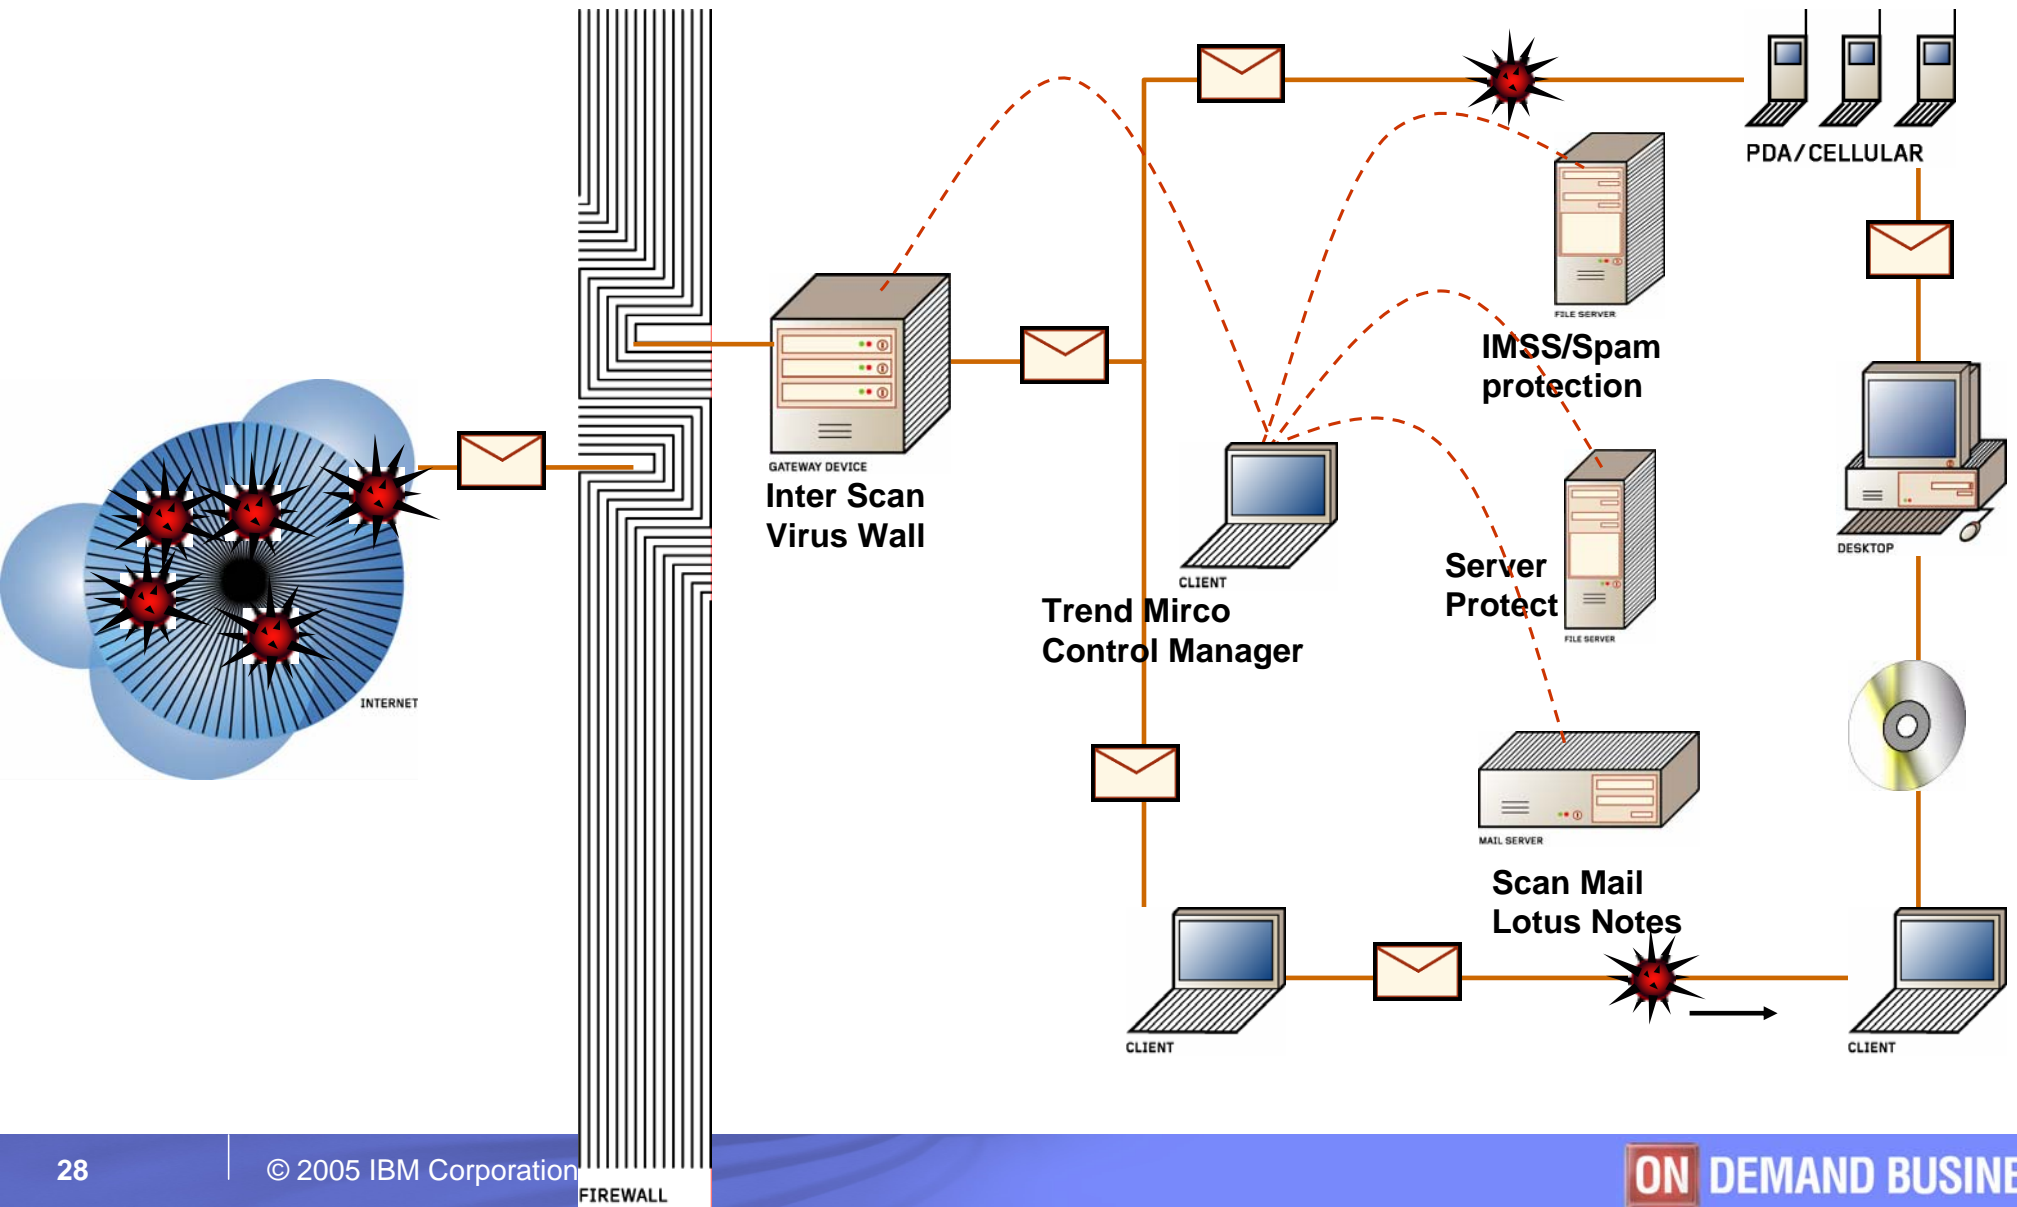 PDA/CELLULAR
FILE SERVER
IMSS/Spam
protection
GATEWAY DEVICE
Inter Scan
Virus Wall
DESKTOP
CLIENT
Server
Protect
FILE SERVER
Trend Mirco
Control Manager
INTERNET
MAIL SERVER
Scan Mail
Lotus Notes
CLIENT
CLIENT
28
© 2005 IBM Corporation
FIREWALL
ON DEMAND BUSINE